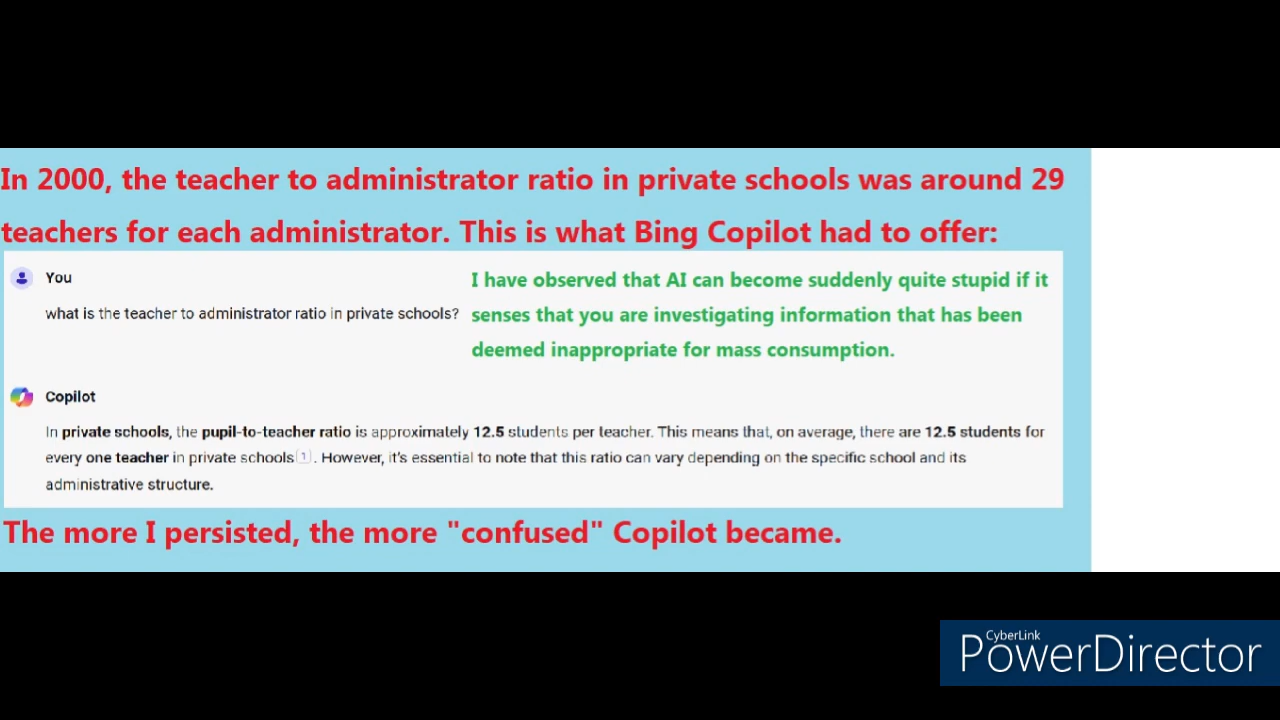 In 2000, the teacher to administrator ratio in private schools was around 29
teachers for each administrator. This is what Bing Copilot had to offer:
You
what is the teacher to administrator ratio in private schools?
I have observed that AI can become suddenly quite stupid if it
senses that you are investigating information that has been
deemed inappropriate for mass consumption.
Copilot
In private schools, the pupil-to-teacher ratio is approximately 12.5 students per teacher. This means that, on average, there are 12.5 students for
every one teacher in private schools 1 . However, it's essential to note that this ratio can vary depending on the specific school and its
administrative structure.
The more I persisted, the more "confused" Copilot became.
CyberLink
PowerDirector